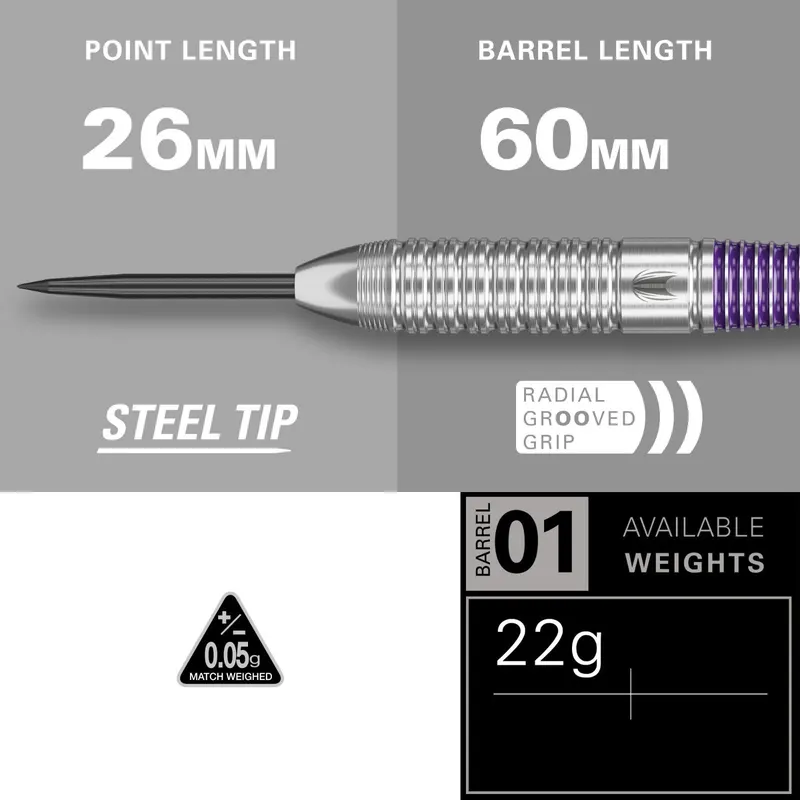 POINT LENGTH
26MM
BARREL LENGTH
60MM
STEEL TIP
RADIAL
GROOVED
GRIP
+/-
0.05g
MATCH WEIGHED
BARREL
01
AVAILABLE
WEIGHTS
22g